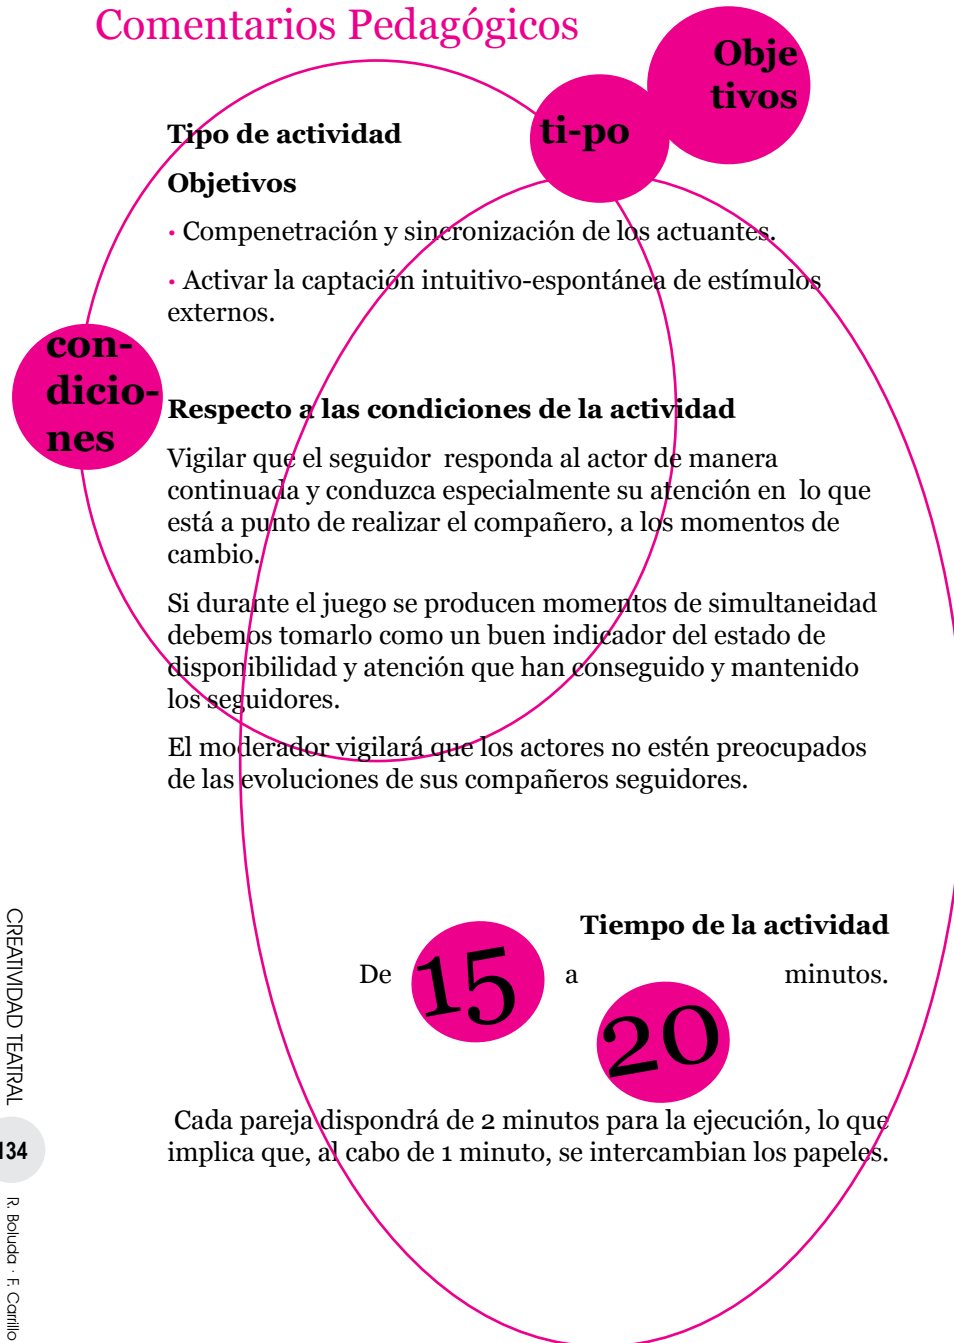 Comentarios Pedagógicos
Obje
tivos
ti-po
Tipo de actividad
Objetivos
· Compenetración y sincronización de los actuantes.
· Activar la captación intuitivo-espontánea de estímulos
externos.
con-
dicio-
nes
Respecto a las condiciones de la actividad
Vigilar que el seguidor  responda al actor de manera
continuada y conduzca especialmente su atención en  lo que
está a punto de realizar el compañero, a los momentos de
cambio.
Si durante el juego se producen momentos de simultaneidad
debemos tomarlo como un buen indicador del estado de
disponibilidad y atención que han conseguido y mantenido
los seguidores.
El moderador vigilará que los actores no estén preocupados
de las evoluciones de sus compañeros seguidores.
Tiempo de la actividad
De 15 a 20 minutos.
Cada pareja dispondrá de 2 minutos para la ejecución, lo que
implica que, al cabo de 1 minuto, se intercambian los papeles.
CREATIVIDAD TEATRAL
134
R. Boluda · F. Carrillo